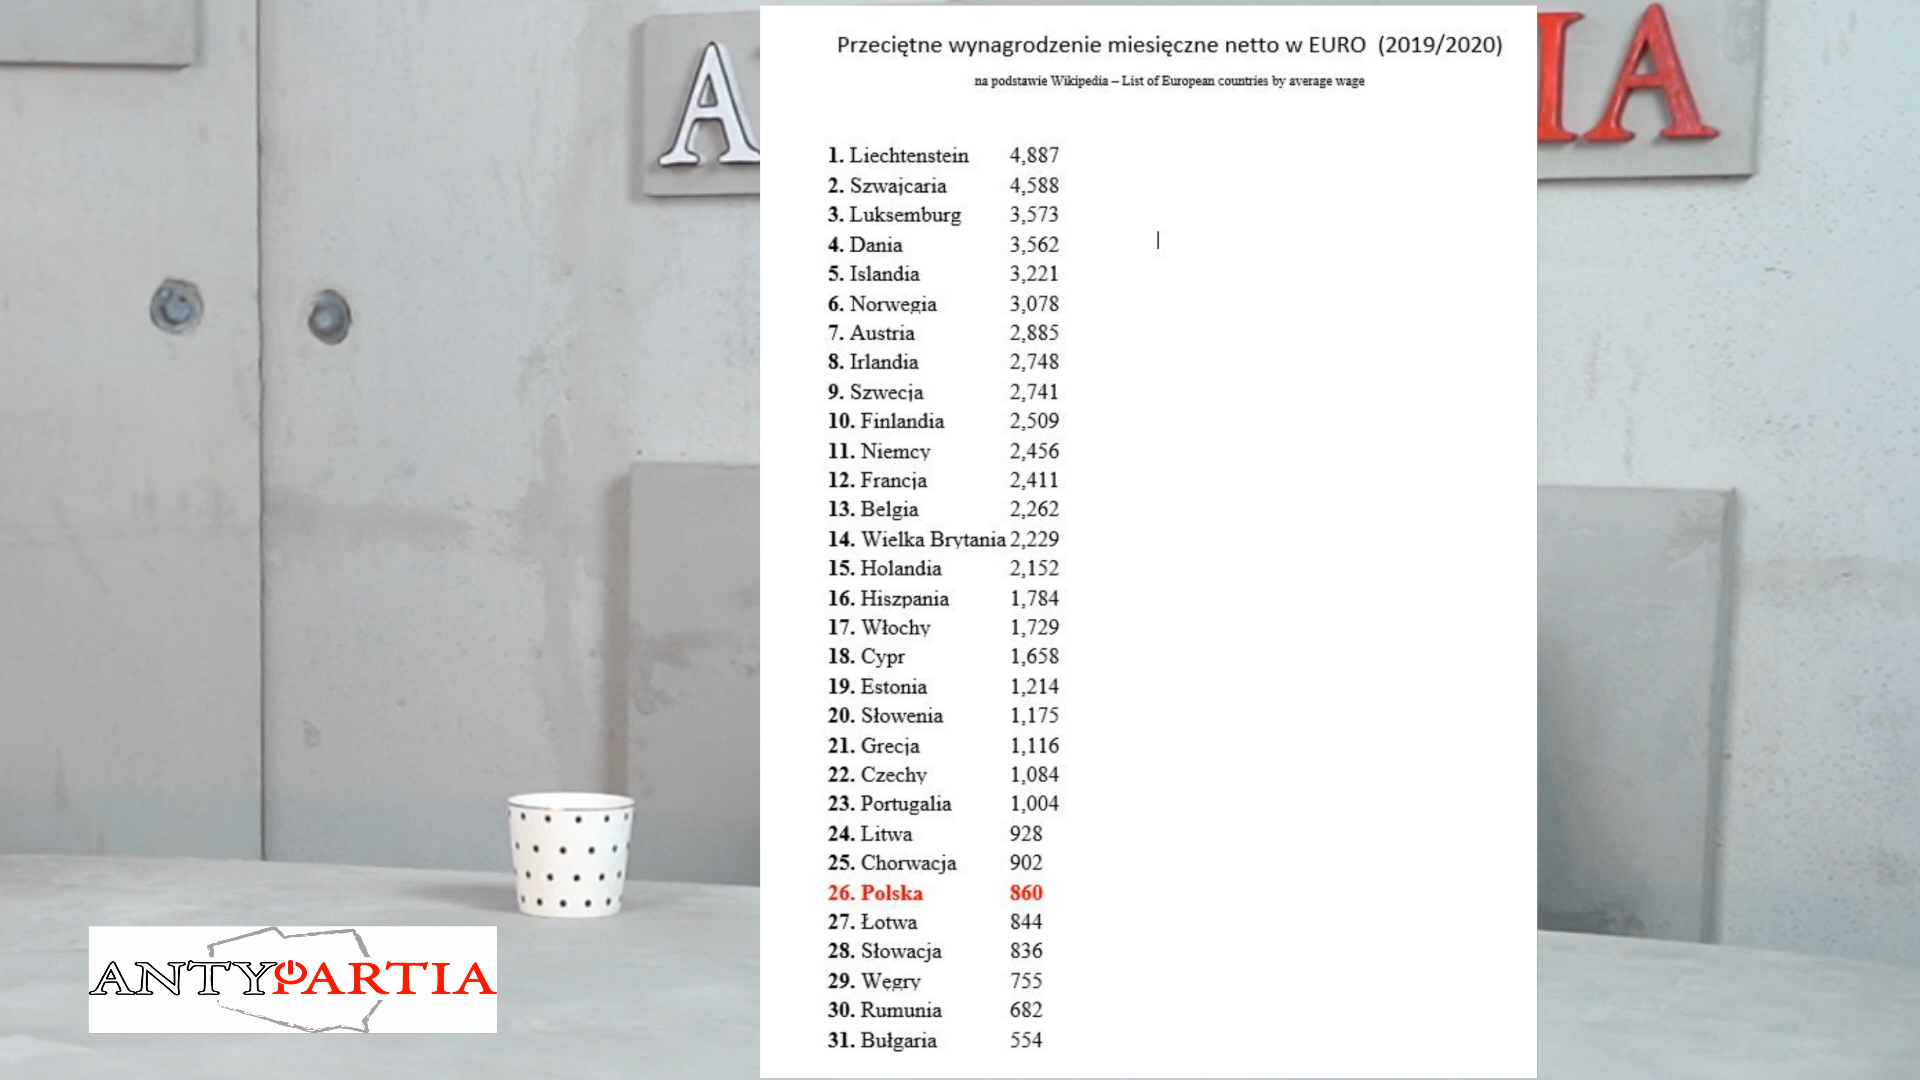 A
IA
Przeciętne wynagrodzenie miesięczne netto w EURO (2019/2020)
na podstawie Wikipedia – List of European countries by average wage
1. Liechtenstein 4,887
2. Szwajcaria 4,588
3. Luksemburg 3,573
4. Dania 3,562
5. Islandia 3,221
6. Norwegia 3,078
7. Austria 2,885
8. Irlandia 2,748
9. Szwecja 2,741
10. Finlandia 2,509
11. Niemcy 2,456
12. Francja 2,411
13. Belgia 2,262
14. Wielka Brytania 2,229
15. Holandia 2,152
16. Hiszpania 1,784
17. Włochy 1,729
18. Cypr 1,658
19. Estonia 1,214
20. Słowenia 1,175
21. Grecja 1,116
22. Czechy 1,084
23. Portugalia 1,004
24. Litwa 928
25. Chorwacja 902
26. Polska 860
27. Łotwa 844
28. Słowacja 836
29. Węgry 755
30. Rumunia 682
31. Bułgaria 554
ANTYPARTIA